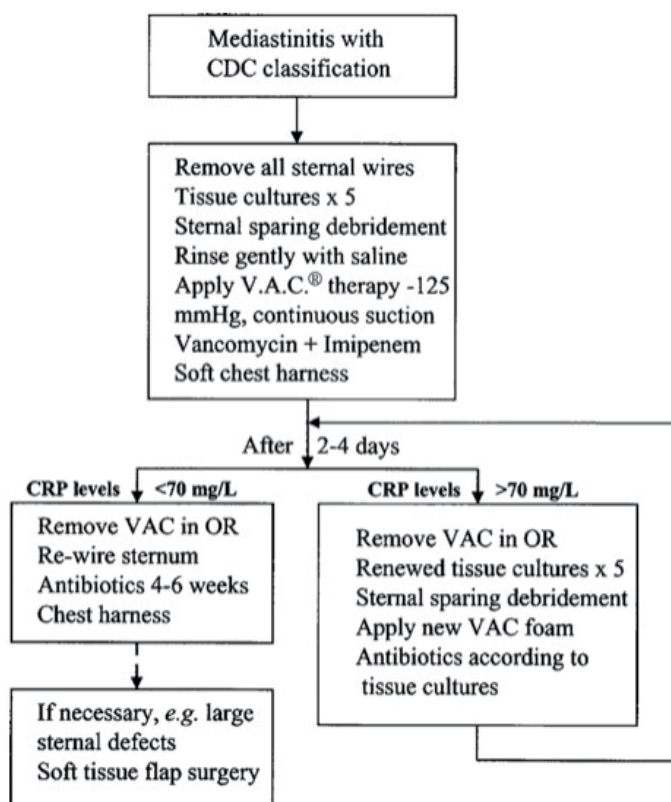 Mediastinitis with
CDC classification
Remove all sternal wires
Tissue cultures x 5
Sternal sparing debridement
Rinse gently with saline
Apply V.A.C.® therapy -125
mmHg, continuous suction
Vancomycin + Imipenem
Soft chest harness
After 2-4 days
CRP levels <70 mg/L
Remove VAC in OR
Re-wire sternum
Antibiotics 4-6 weeks
Chest harness
If necessary, e.g. large
sternal defects
Soft tissue flap surgery
CRP levels >70 mg/L
Remove VAC in OR
Renewed tissue cultures x 5
Sternal sparing debridement
Apply new VAC foam
Antibiotics according to
tissue cultures